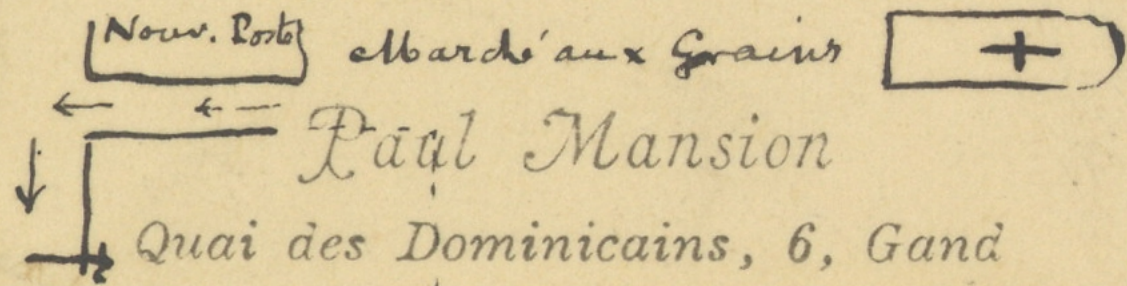 Nouv. Poste Marché aux Grains
Paul Mansion
Quai des Dominicains, 6, Gand